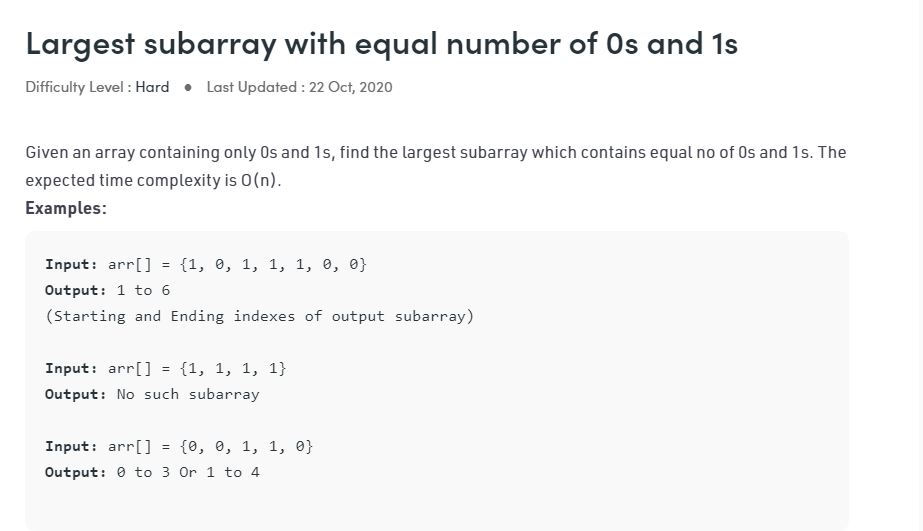 Largest subarray with equal number of 0s and 1s
Difficulty Level : Hard ● Last Updated : 22 Oct, 2020
Given an array containing only 0s and 1s, find the largest subarray which contains equal no of 0s and 1s. The
expected time complexity is O(n).
Examples:
Input: arr[] = {1, 0, 1, 1, 1, 0, 0}
Output: 1 to 6
(Starting and Ending indexes of output subarray)
Input: arr[] = {1, 1, 1, 1}
Output: No such subarray
Input: arr[] = {0, 0, 1, 1, 0}
Output: 0 to 3 Or 1 to 4